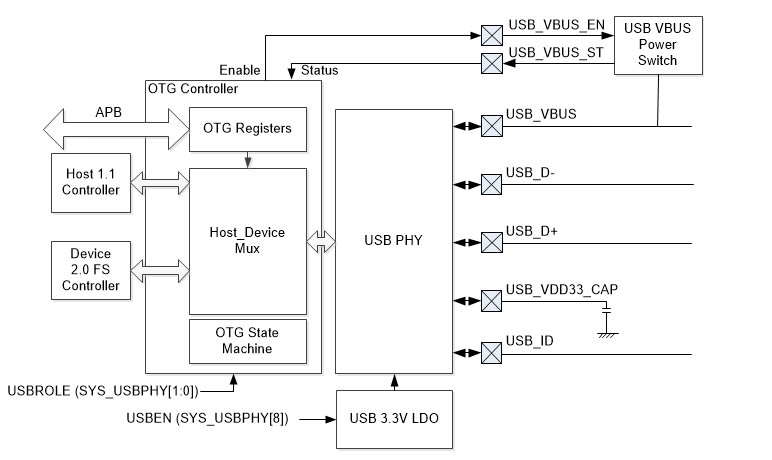 USB_VBUS_EN
USB VBUS
Power
Switch
USB_VBUS_ST
Enable
Status
OTG Controller
APB
OTG Registers
USB_VBUS
Host 1.1
Controller
USB_D-
Host_Device
Mux
USB PHY
USB_D+
Device
2.0 FS
Controller
USB_VDD33_CAP
OTG State
Machine
USB_ID
USBROLE (SYS_USBPHY[1:0])
USBEN (SYS_USBPHY[8])
USB 3.3V LDO